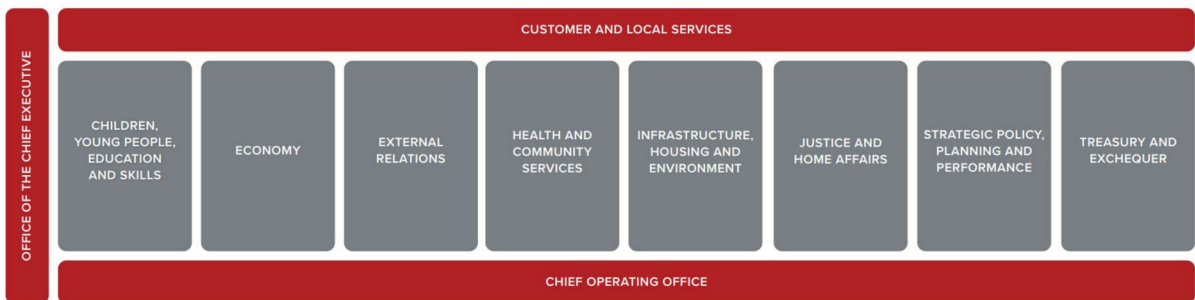 OFFICE OF THE CHIEF EXECUTIVE
CUSTOMER AND LOCAL SERVICES
CHILDREN,
YOUNG PEOPLE,
EDUCATION
AND SKILLS
ECONOMY
EXTERNAL
RELATIONS
HEALTH AND
COMMUNITY
SERVICES
INFRASTRUCTURE,
HOUSING AND
ENVIRONMENT
JUSTICE AND
HOME AFFAIRS
STRATEGIC POLICY,
PLANNING AND
PERFORMANCE
TREASURY AND
EXCHEQUER
CHIEF OPERATING OFFICE